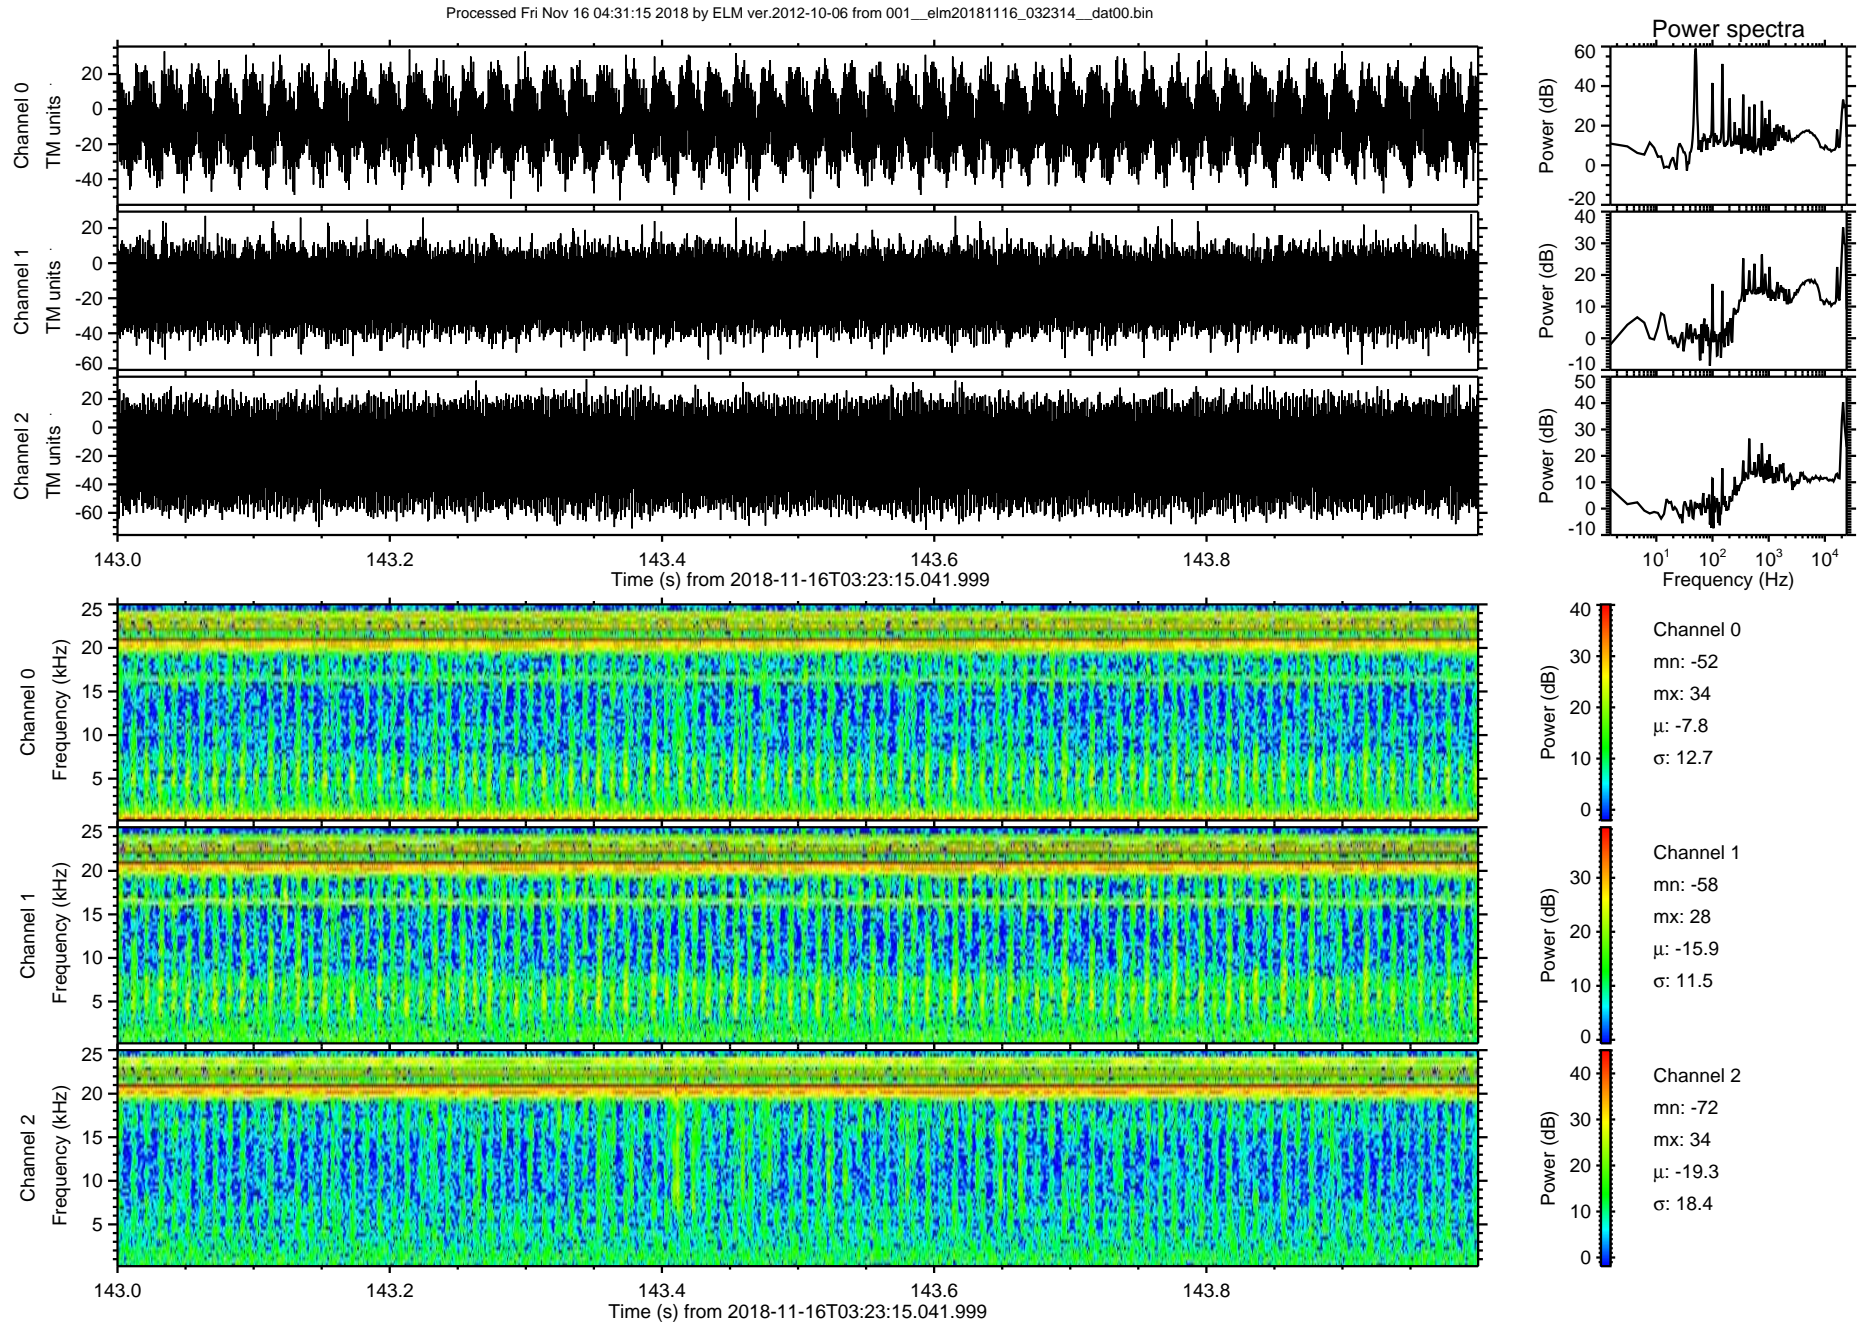 Processed Fri Nov 16 04:31:15 2018 by ELM ver.2012-10-06 from 001__elm20181116_032314__dat00.bin
Power spectra
Channel 0
TM units
20
0
-20
-40
Power (dB)
60
40
20
0
-20
Channel 1
TM units
20
0
-20
-40
-60
Power (dB)
40
30
20
10
0
-10
Channel 2
TM units
20
0
-20
-40
-60
Power (dB)
50
40
30
20
10
0
-10
143.0 143.2 143.4 143.6 143.8
Time (s) from 2018-11-16T03:23:15.041.999
10¹ 10² 10³ 10⁴
Frequency (Hz)
Channel 0
Frequency (kHz)
25
20
15
10
5
Power (dB)
40
30
20
10
0
Channel 0
mn: -52
mx: 34
μ: -7.8
σ: 12.7
Channel 1
Frequency (kHz)
25
20
15
10
5
Power (dB)
30
20
10
0
Channel 1
mn: -58
mx: 28
μ: -15.9
σ: 11.5
Channel 2
Frequency (kHz)
25
20
15
10
5
Power (dB)
40
30
20
10
0
Channel 2
mn: -72
mx: 34
μ: -19.3
σ: 18.4
143.0 143.2 143.4 143.6 143.8
Time (s) from 2018-11-16T03:23:15.041.999